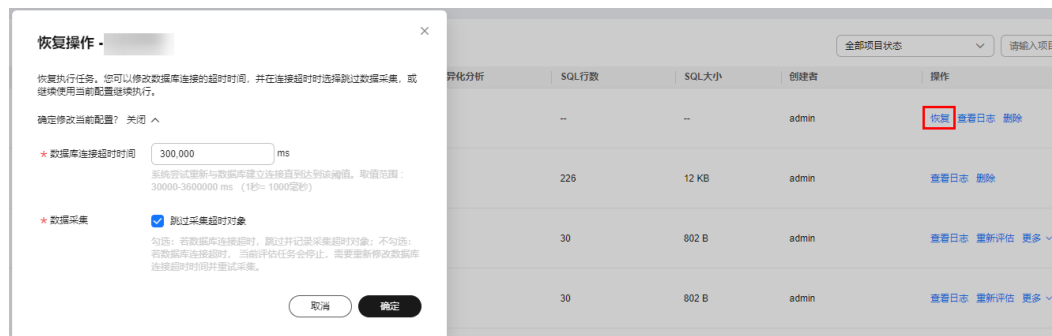 恢复操作 -
恢复执行任务。您可以修改数据库连接的超时时间，并在连接超时时选择跳过数据采集，或
继续使用当前配置继续执行。
确定修改当前配置？ 关闭
* 数据库连接超时时间 300,000 ms
系统尝试重新与数据库建立连接直到达到该阈值。取值范围：
30000-3600000 ms （1秒= 1000毫秒）
* 数据采集 跳过采集超时对象
勾选：若数据库连接超时，跳过并记录采集超时对象；不勾选：
若数据库连接超时， 当前评估任务会停止，需要重新修改数据库
连接超时时间并重试采集。
取消 确定
全部项目状态 请输入项目
异化分析 SQL行数 SQL大小 创建者 操作
-- -- admin 恢复 查看日志 删除
226 12 KB admin 查看日志 删除
30 802 B admin 查看日志 重新评估 更多
30 802 B admin 查看日志 重新评估 更多